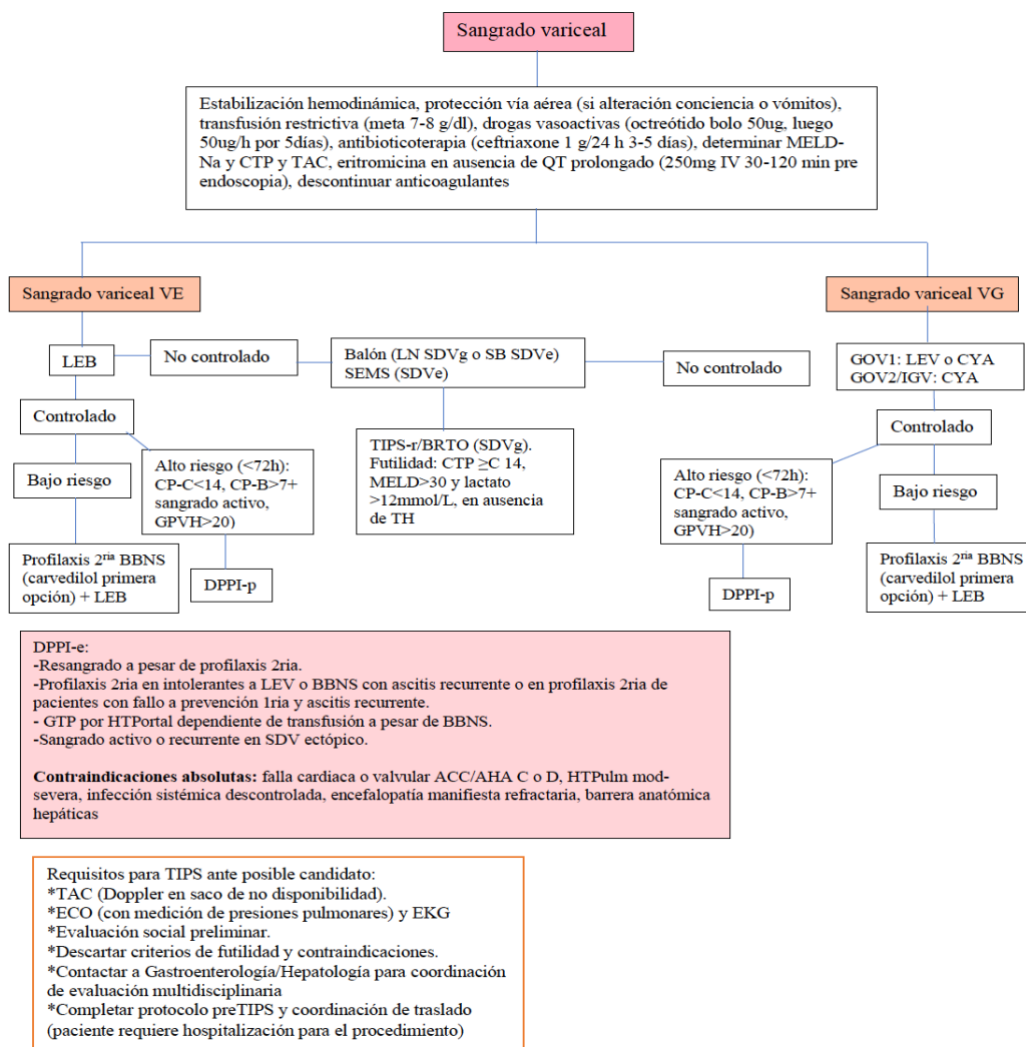 Sangrado variceal
Estabilización hemodinámica, protección vía aérea (si alteración conciencia o vómitos),
transfusión restrictiva (meta 7-8 g/dl), drogas vasoactivas (octreótido bolo 50ug, luego
50ug/h por 5días), antibioticoterapia (ceftriaxone 1 g/24 h 3-5 días), determinar MELD-
Na y CTP y TAC, eritromicina en ausencia de QT prolongado (250mg IV 30-120 min pre
endoscopia), descontinuar anticoagulantes
Sangrado variceal VE
Sangrado variceal VG
LEB
No controlado
Balón (LN SDVg o SB SDVe)
SEMS (SDVe)
No controlado
GOV1: LEV o CYA
GOV2/IGV: CYA
Controlado
Bajo riesgo
Alto riesgo (<72h):
CP-C<14, CP-B>7+
sangrado activo,
GPVH>20)
TIPS-r/BRTO (SDVg).
Futilidad: CTP ≥C 14,
MELD>30 y lactato
>12mmol/L, en ausencia
de TH
Controlado
Alto riesgo (<72h):
CP-C<14, CP-B>7+
sangrado activo,
GPVH>20)
Bajo riesgo
Profilaxis 2ria BBNS
(carvedilol primera
opción) + LEB
DPPI-p
DPPI-p
Profilaxis 2ria BBNS
(carvedilol primera
opción) + LEB
DPPI-e:
-Resangrado a pesar de profilaxis 2ria.
-Profilaxis 2ria en intolerantes a LEV o BBNS con ascitis recurrente o en profilaxis 2ria de
pacientes con fallo a prevención 1ria y ascitis recurrente.
- GTP por HTPortal dependiente de transfusión a pesar de BBNS.
-Sangrado activo o recurrente en SDV ectópico.
Contraindicaciones absolutas: falla cardiaca o valvular ACC/AHA C o D, HTPulm mod-
severa, infección sistémica descontrolada, encefalopatía manifiesta refractaria, barrera anatómica
hepáticas
Requisitos para TIPS ante posible candidato:
*TAC (Doppler en saco de no disponibilidad).
*ECO (con medición de presiones pulmonares) y EKG
*Evaluación social preliminar.
*Descartar criterios de futilidad y contraindicaciones.
*Contactar a Gastroenterología/Hepatología para coordinación
de evaluación multidisciplinaria
*Completar protocolo preTIPS y coordinación de traslado
(paciente requiere hospitalización para el procedimiento)